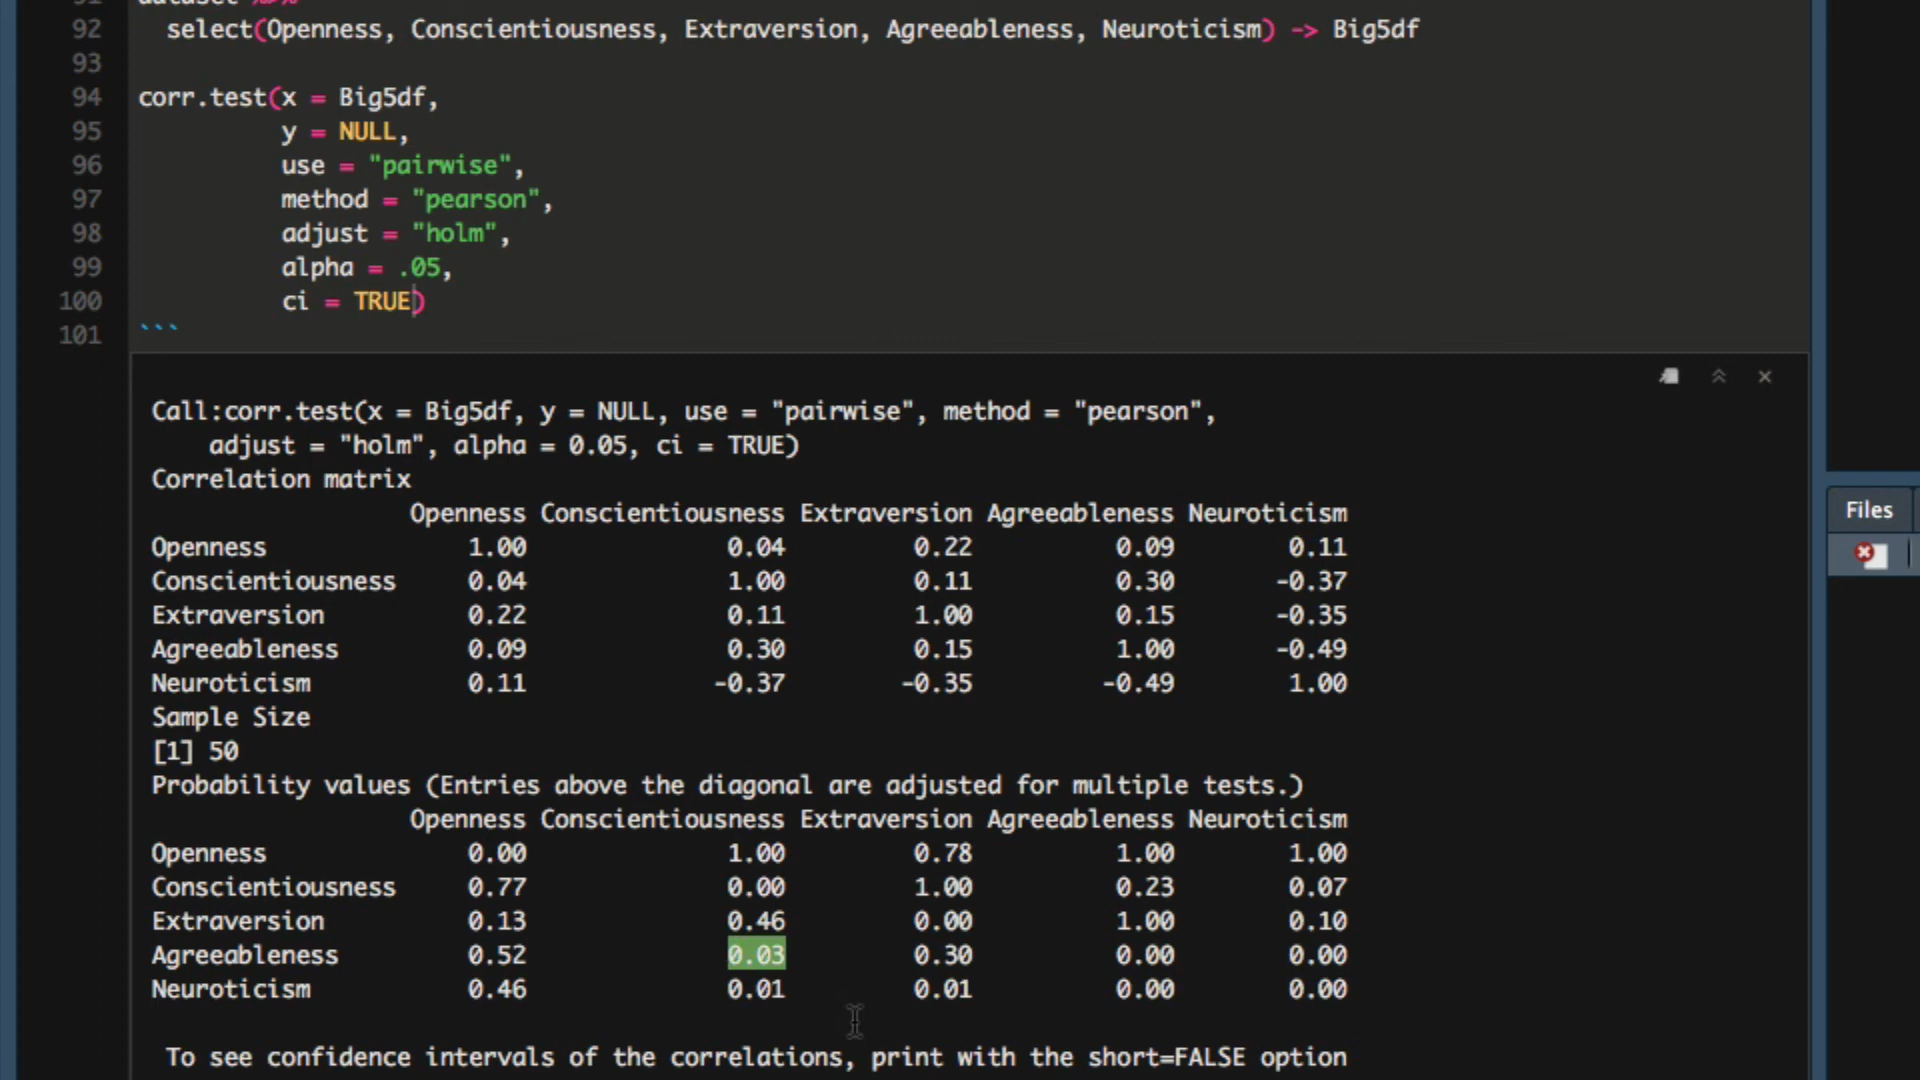 92 select(Openness, Conscientiousness, Extraversion, Agreeableness, Neuroticism) -> Big5df
93
94 corr.test(x = Big5df,
95 y = NULL,
96 use = "pairwise",
97 method = "pearson",
98 adjust = "holm",
99 alpha = .05,
100 ci = TRUE)
101 ```
Call:corr.test(x = Big5df, y = NULL, use = "pairwise", method = "pearson",
adjust = "holm", alpha = 0.05, ci = TRUE)
Correlation matrix
Openness Conscientiousness Extraversion Agreeableness Neuroticism
Openness 1.00 0.04 0.22 0.09 0.11
Conscientiousness 0.04 1.00 0.11 0.30 -0.37
Extraversion 0.22 0.11 1.00 0.15 -0.35
Agreeableness 0.09 0.30 0.15 1.00 -0.49
Neuroticism 0.11 -0.37 -0.35 -0.49 1.00
Sample Size
[1] 50
Probability values (Entries above the diagonal are adjusted for multiple tests.)
Openness Conscientiousness Extraversion Agreeableness Neuroticism
Openness 0.00 1.00 0.78 1.00 1.00
Conscientiousness 0.77 0.00 1.00 0.23 0.07
Extraversion 0.13 0.46 0.00 1.00 0.10
Agreeableness 0.52 0.03 0.30 0.00 0.00
Neuroticism 0.46 0.01 0.01 0.00 0.00
To see confidence intervals of the correlations, print with the short=FALSE option
Files